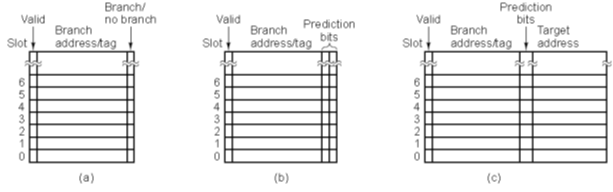 Valid
Branch/
no branch
Slot
Branch
address/tag
6
5
4
3
2
1
0
(a)
Valid
Prediction
bits
Slot
Branch
address/tag
6
5
4
3
2
1
0
(b)
Valid
Prediction
bits
Slot
Branch
address/tag
Target
address
6
5
4
3
2
1
0
(c)